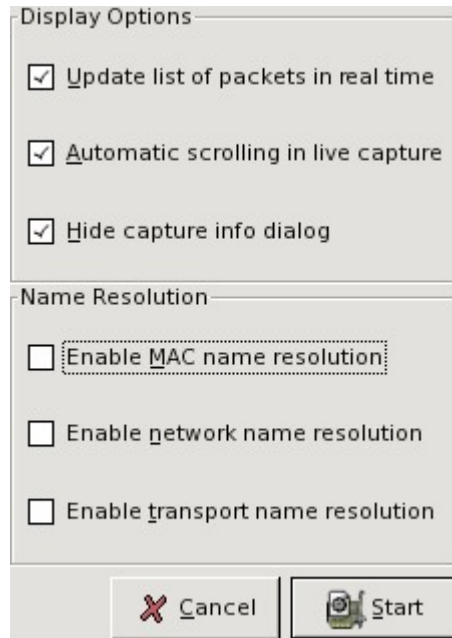 Display Options
Update list of packets in real time
Automatic scrolling in live capture
Hide capture info dialog
Name Resolution
Enable MAC name resolution
Enable network name resolution
Enable transport name resolution
Cancel
Start